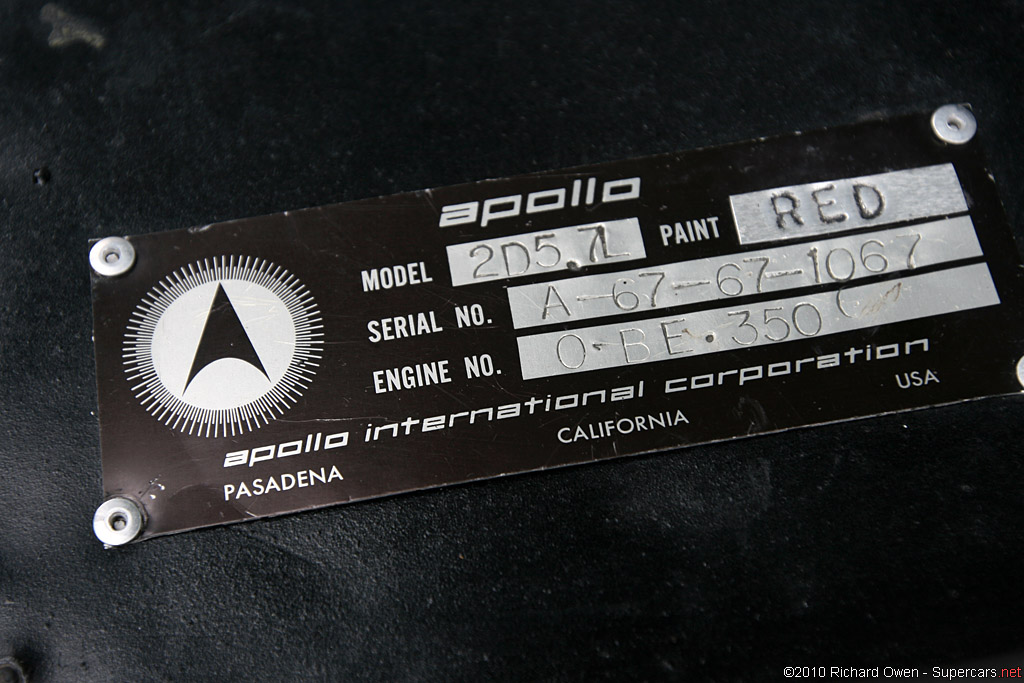 apollo
MODEL 2D5.7L PAINT RED
SERIAL NO. A-67-67-1067
ENGINE NO. O-BE.350
apollo international corporation
PASADENA CALIFORNIA USA
©2010 Richard Owen - Supercars.net